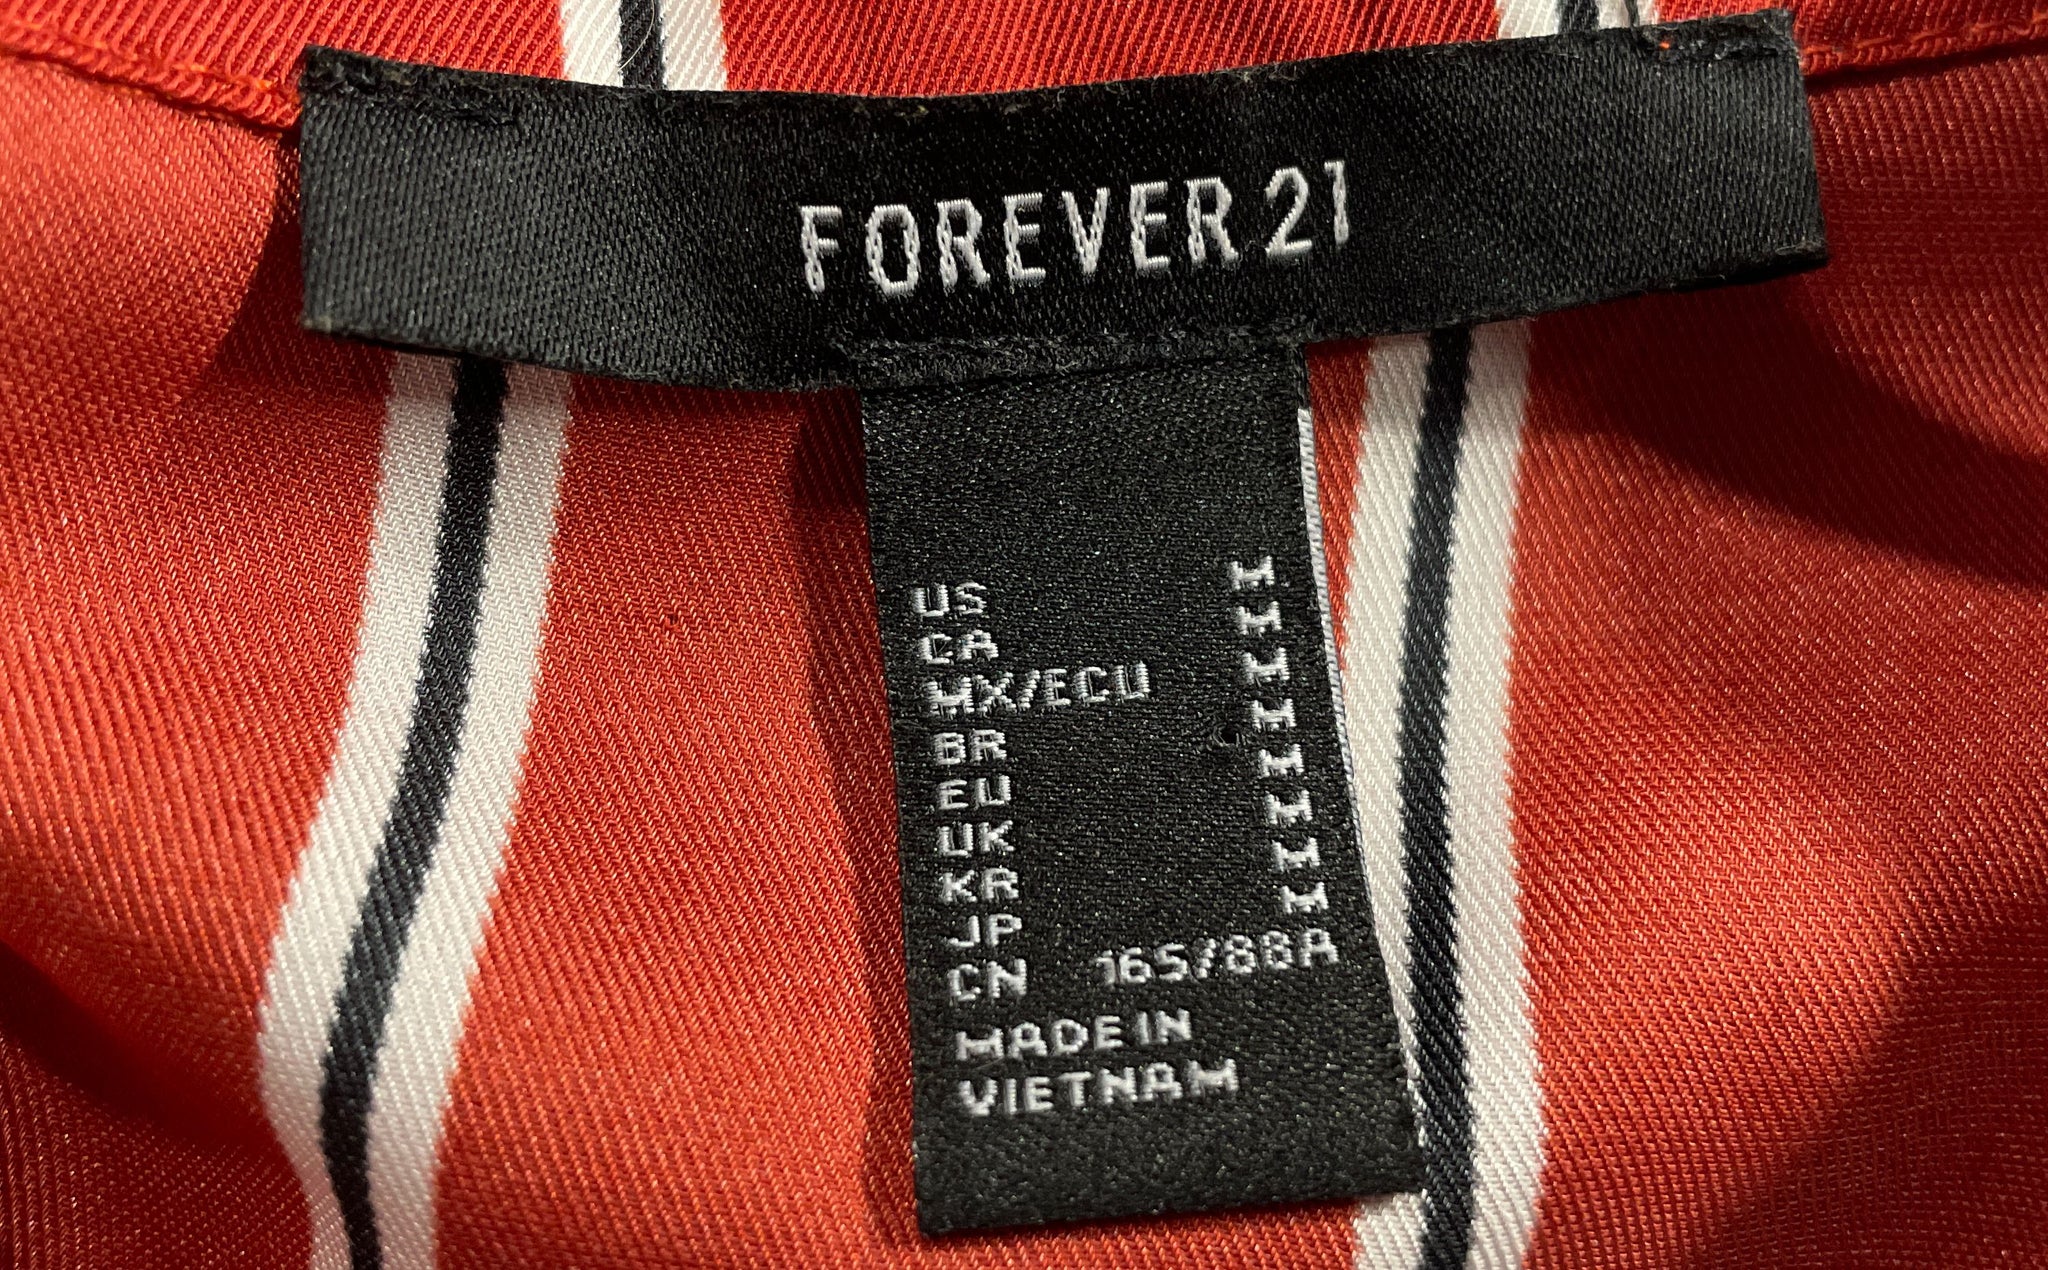 FOREVER 21
US M
CA M
MX/ECU M
BR M
EU M
UK M
KR M
JP M
CN 165/88A
MADE IN
VIETNAM